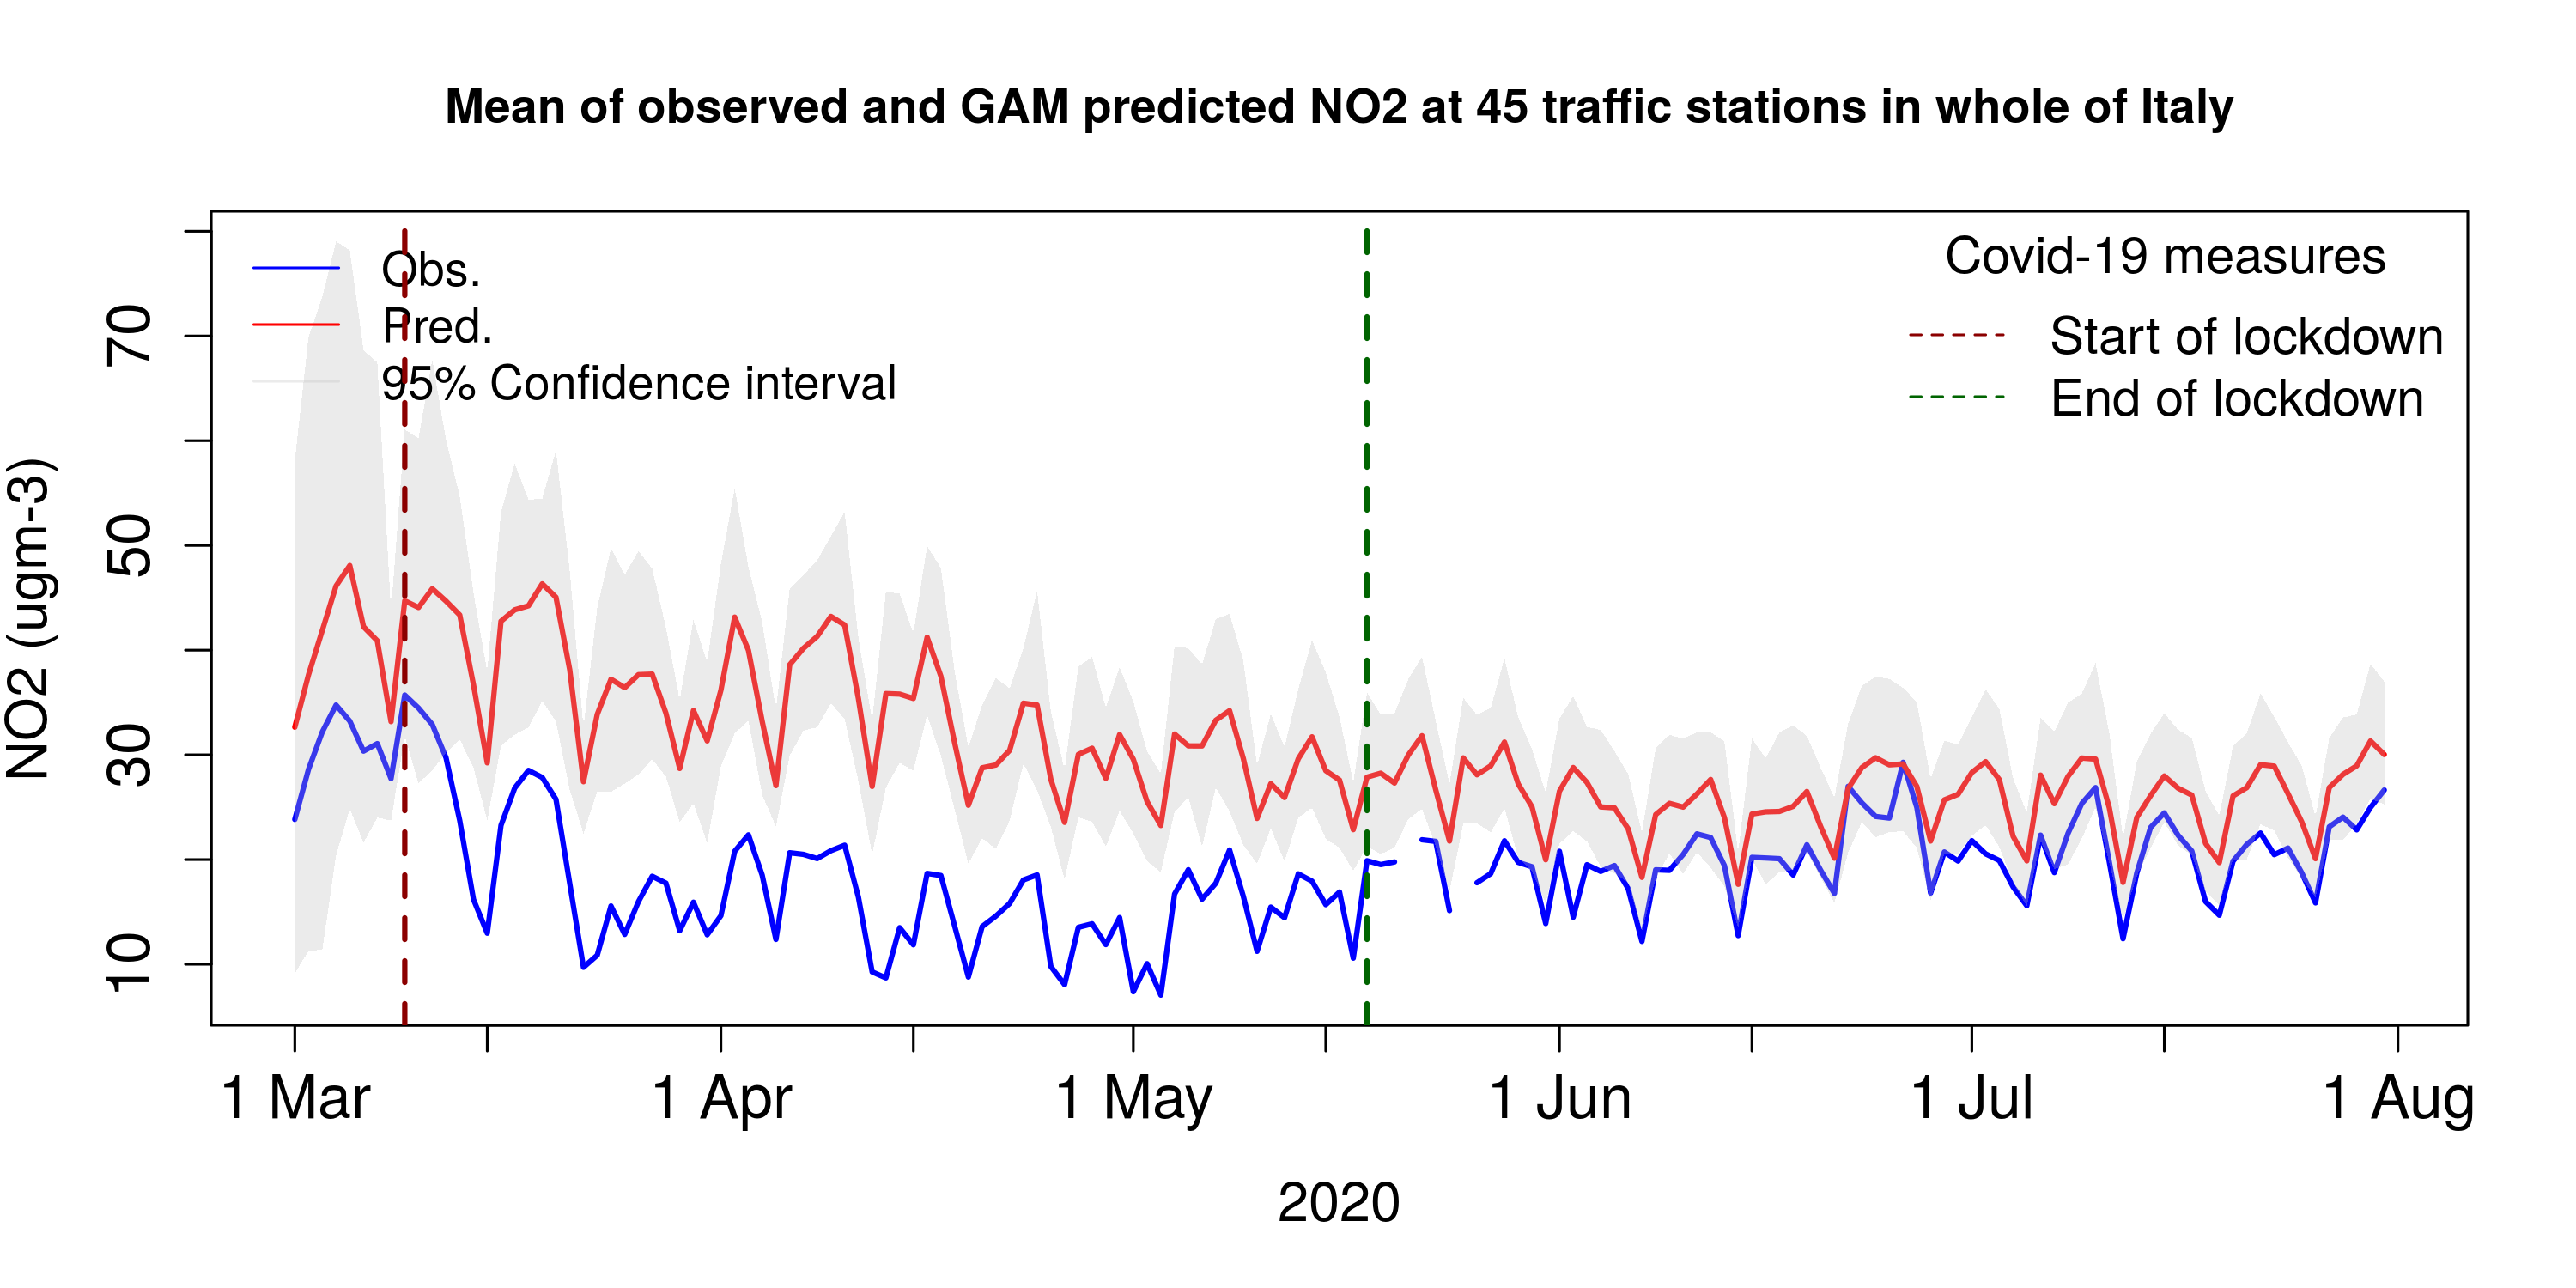 Mean of observed and GAM predicted NO2 at 45 traffic stations in whole of Italy
Obs.
Pred.
95% Confidence interval
Covid-19 measures
Start of lockdown
End of lockdown
NO2 (ugm-3)
70
50
30
10
1 Mar
1 Apr
1 May
1 Jun
1 Jul
1 Aug
2020